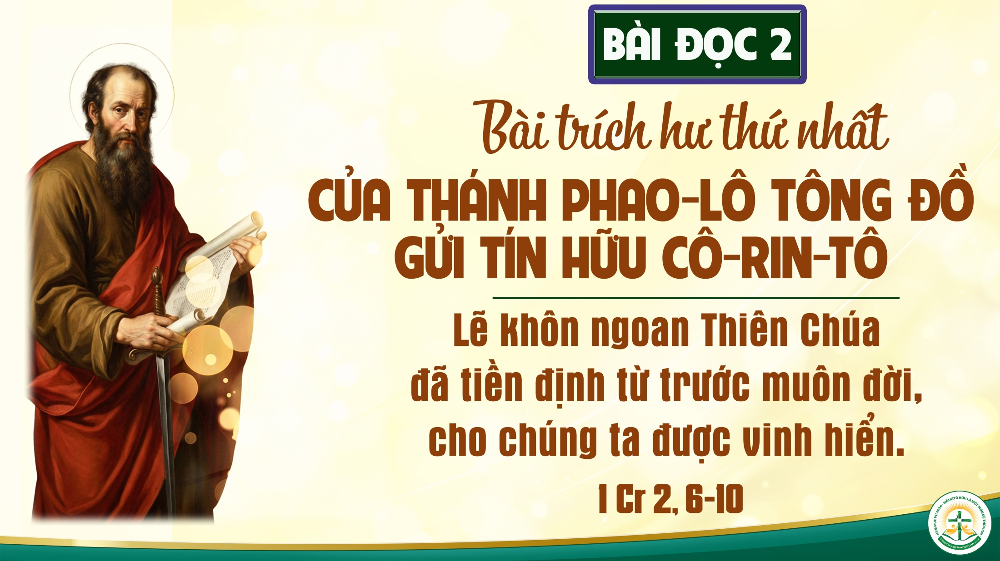 BÀI ĐỌC 2
Bài trích hư thứ nhất
CỦA THÁNH PHAO-LÔ TÔNG ĐỒ
GỬI TÍN HỮU CÔ-RIN-TÔ
Lẽ khôn ngoan Thiên Chúa
đã tiền định từ trước muôn đời,
cho chúng ta được vinh hiển.
1 Cr 2, 6-10
NĂM MỤC VỤ 2026 - MỖI KITÔ HỮU LÀ MỘT MÔN ĐỆ THỪA SAI
ANH EM LÀ ÁNH SÁNG THẾ GIAN